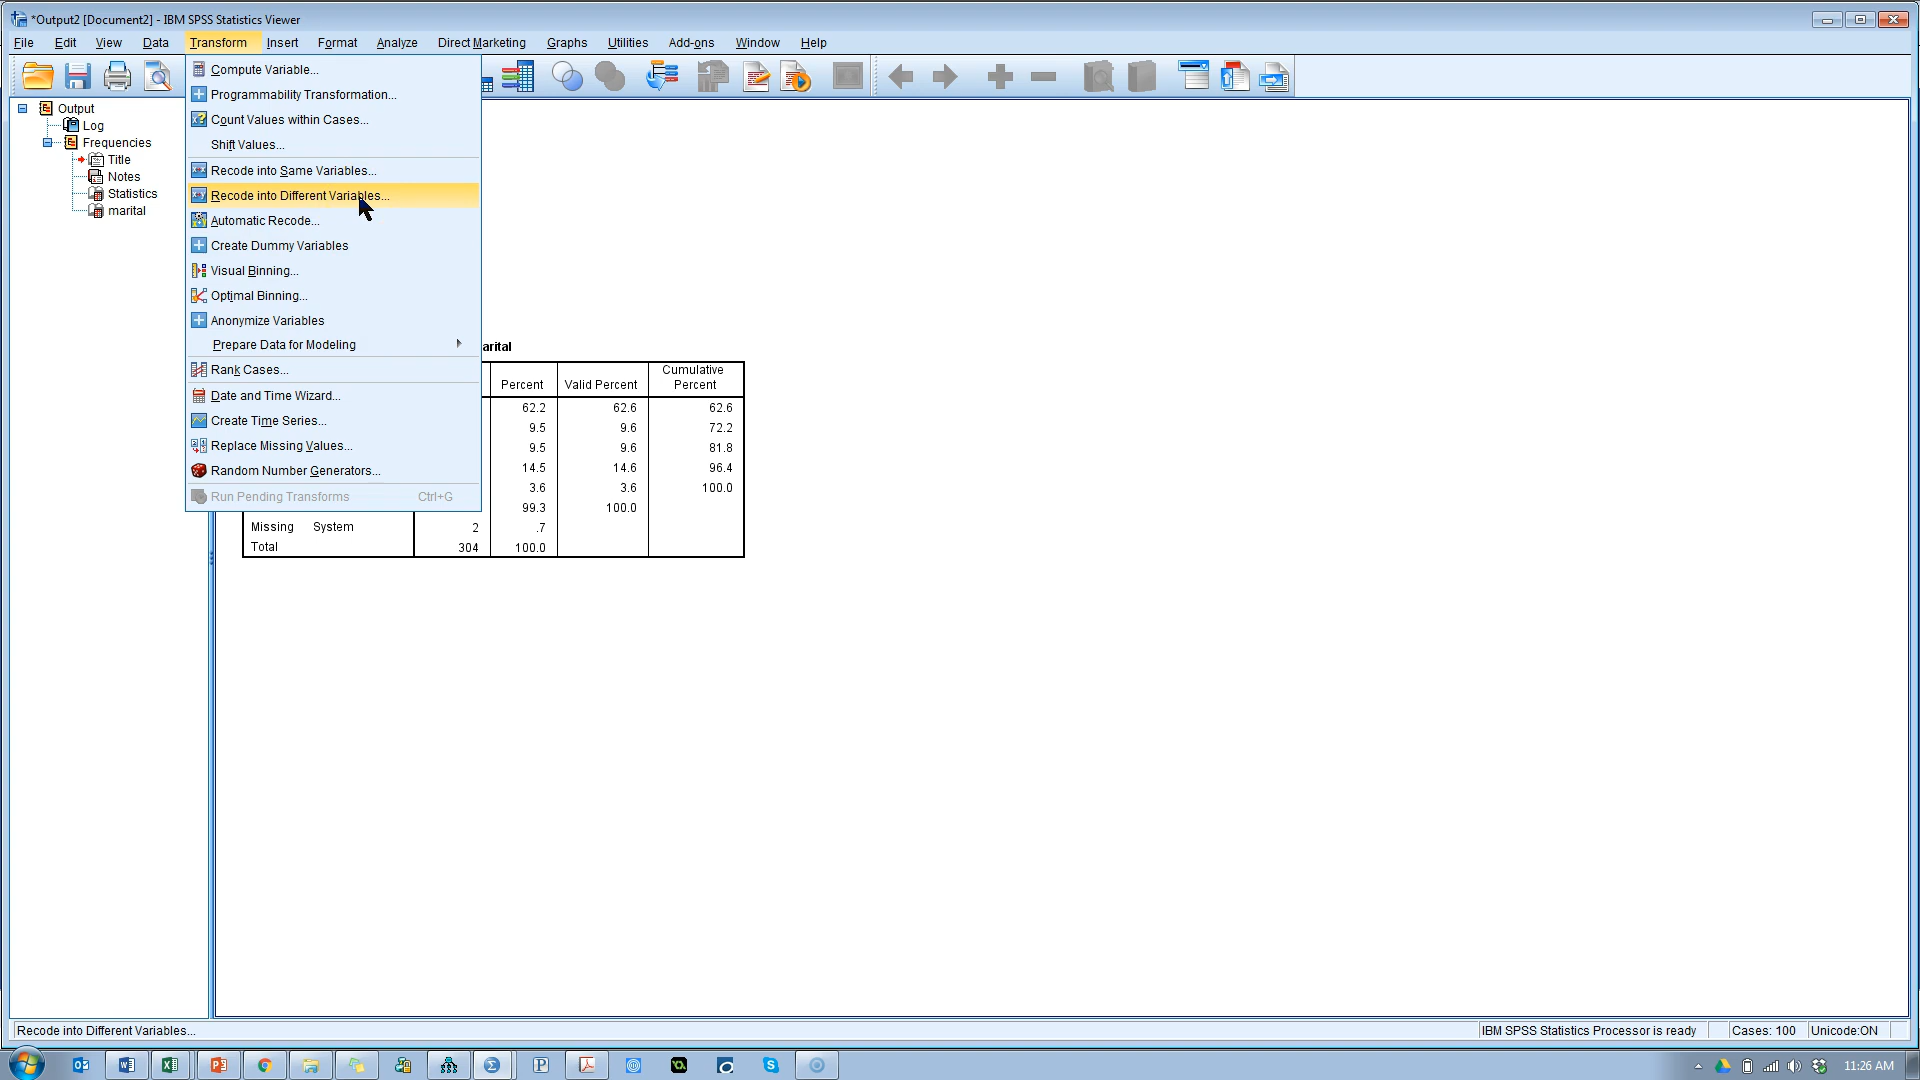 *Output2 [Document2] - IBM SPSS Statistics Viewer
File Edit View Data Transform Insert Format Analyze Direct Marketing Graphs Utilities Add-ons Window Help
Compute Variable...
Programmability Transformation...
Count Values within Cases...
Shift Values...
Recode into Same Variables...
Recode into Different Variables...
Automatic Recode...
Create Dummy Variables
Visual Binning...
Optimal Binning...
Anonymize Variables
Prepare Data for Modeling
Rank Cases...
Date and Time Wizard...
Create Time Series...
Replace Missing Values...
Random Number Generators...
Run Pending Transforms Ctrl+G
Output
Log
Frequencies
Title
Notes
Statistics
marital
arital
Percent Valid Percent Cumulative Percent
62.2 62.6 62.6
9.5 9.6 72.2
9.5 9.6 81.8
14.5 14.6 96.4
3.6 3.6 100.0
99.3 100.0
Missing System 2 .7
Total 304 100.0
Recode into Different Variables... IBM SPSS Statistics Processor is ready Cases: 100 Unicode:ON
11:26 AM